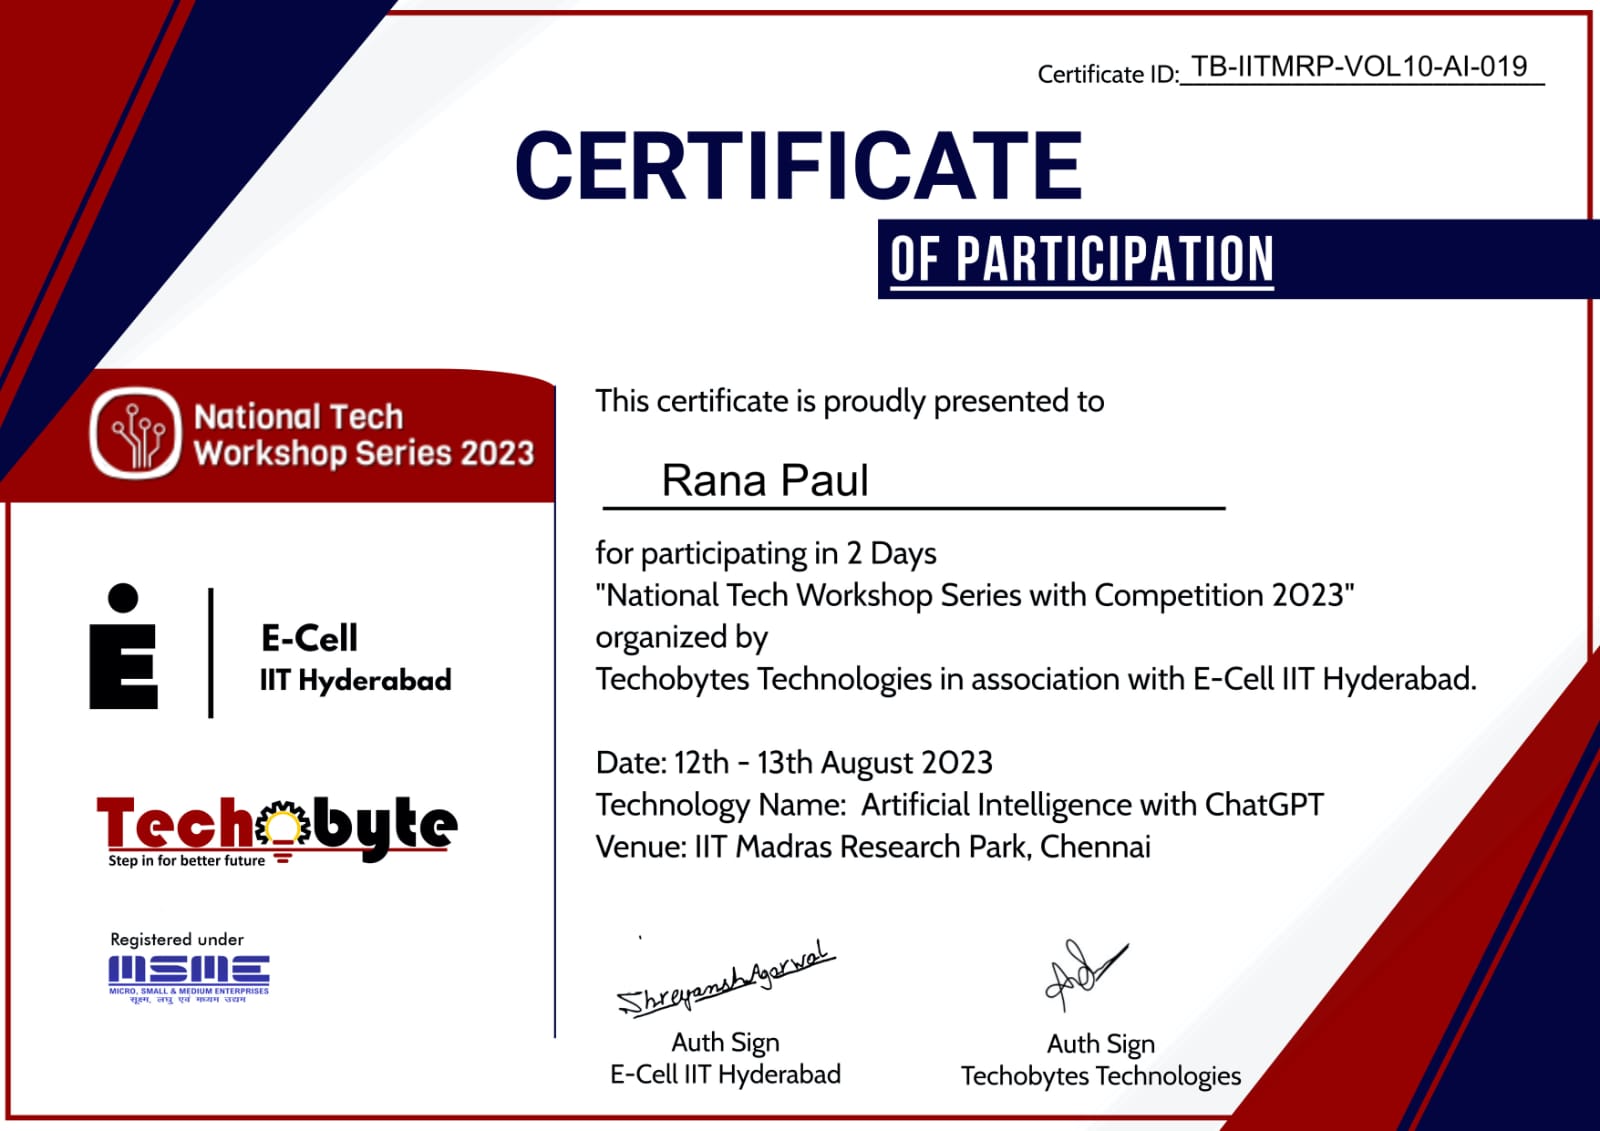 Certificate ID: TB-IITMRP-VOL10-AI-019
CERTIFICATE
OF PARTICIPATION
National Tech
Workshop Series 2023
E-Cell
IIT Hyderabad
Techobyte
Step in for better future
Registered under
MSME
MICRO, SMALL & MEDIUM ENTERPRISES
सूक्ष्म, लघु एवं मध्यम उद्यम
This certificate is proudly presented to
Rana Paul
for participating in 2 Days
"National Tech Workshop Series with Competition 2023"
organized by
Techobytes Technologies in association with E-Cell IIT Hyderabad.
Date: 12th - 13th August 2023
Technology Name: Artificial Intelligence with ChatGPT
Venue: IIT Madras Research Park, Chennai
Shreyansh Agarwal
Auth Sign
E-Cell IIT Hyderabad
Auth Sign
Techobytes Technologies